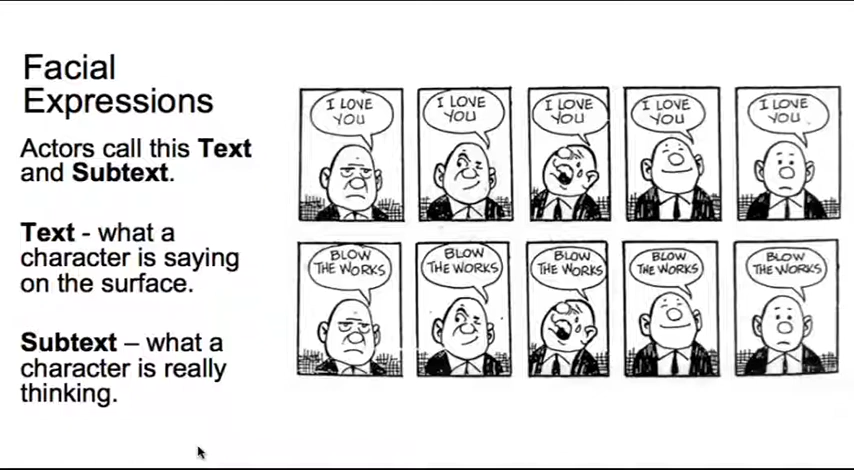 Facial
Expressions
Actors call this Text
and Subtext.
Text - what a
character is saying
on the surface.
Subtext – what a
character is really
thinking.
I LOVE
YOU
I LOVE
YOU
I LOVE
YOU
I LOVE
YOU
I LOVE
YOU
BLOW
THE WORKS
BLOW
THE WORKS
BLOW
THE WORKS
BLOW
THE WORKS
BLOW
THE WORKS